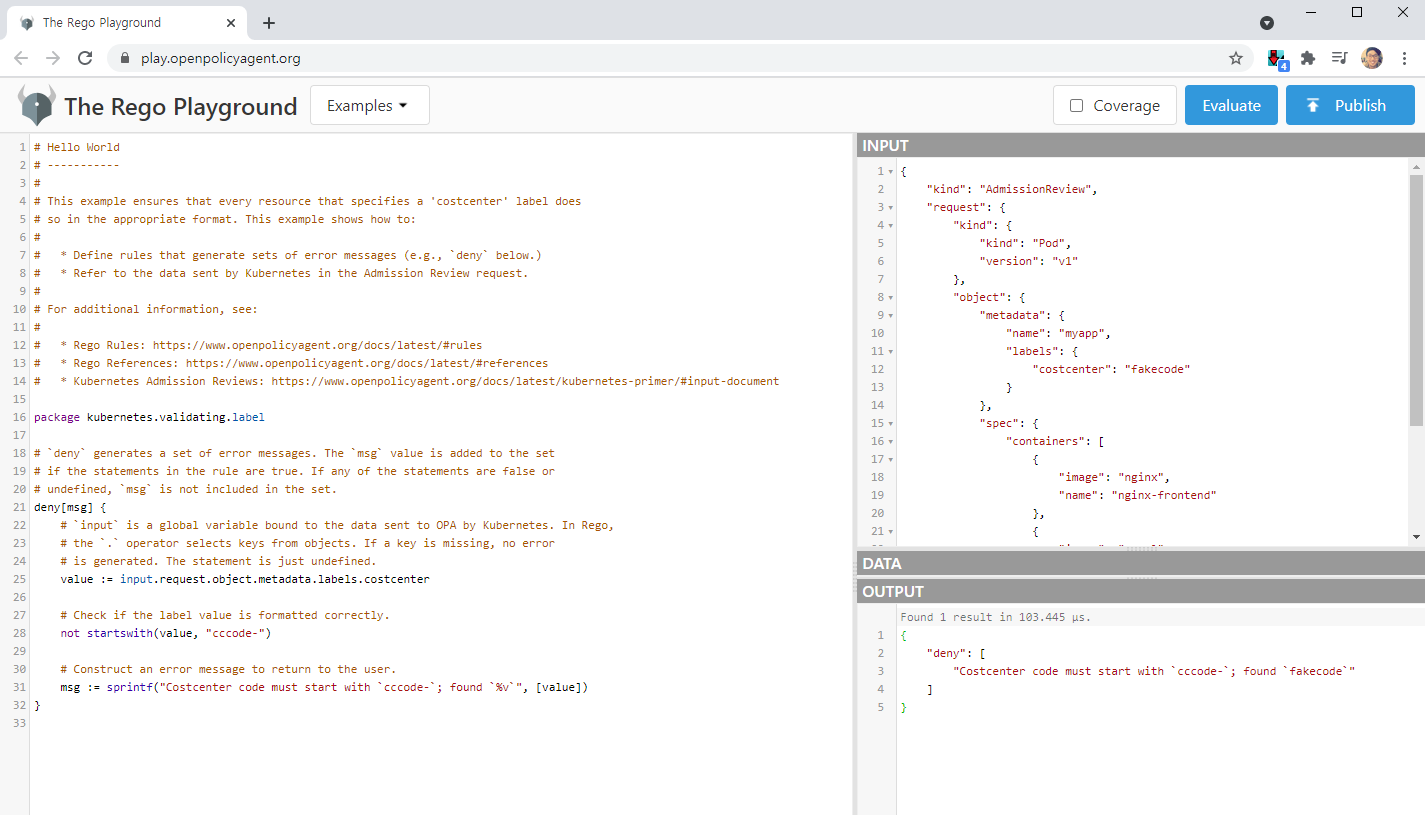 The Rego Playground
play.openpolicyagent.org
4
The Rego Playground
Examples
Coverage
Evaluate
Publish
1 # Hello World
2 # -----------
3 #
4 # This example ensures that every resource that specifies a 'costcenter' label does
5 # so in the appropriate format. This example shows how to:
6 #
7 #   * Define rules that generate sets of error messages (e.g., `deny` below.)
8 #   * Refer to the data sent by Kubernetes in the Admission Review request.
9 #
10 # For additional information, see:
11 #
12 #   * Rego Rules: https://www.openpolicyagent.org/docs/latest/#rules
13 #   * Rego References: https://www.openpolicyagent.org/docs/latest/#references
14 #   * Kubernetes Admission Reviews: https://www.openpolicyagent.org/docs/latest/kubernetes-primer/#input-document
15
16 package kubernetes.validating.label
17
18 # `deny` generates a set of error messages. The `msg` value is added to the set
19 # if the statements in the rule are true. If any of the statements are false or
20 # undefined, `msg` is not included in the set.
21 deny[msg] {
22     # `input` is a global variable bound to the data sent to OPA by Kubernetes. In Rego,
23     # the `.` operator selects keys from objects. If a key is missing, no error
24     # is generated. The statement is just undefined.
25     value := input.request.object.metadata.labels.costcenter
26
27     # Check if the label value is formatted correctly.
28     not startswith(value, "cccode-")
29
30     # Construct an error message to return to the user.
31     msg := sprintf("Costcenter code must start with `cccode-`; found `%v`", [value])
32 }
33
INPUT
1 {
2     "kind": "AdmissionReview",
3     "request": {
4         "kind": {
5             "kind": "Pod",
6             "version": "v1"
7         },
8         "object": {
9             "metadata": {
10                 "name": "myapp",
11                 "labels": {
12                     "costcenter": "fakecode"
13                 }
14             },
15             "spec": {
16                 "containers": [
17                     {
18                         "image": "nginx",
19                         "name": "nginx-frontend"
20                     },
21                     {
DATA
OUTPUT
Found 1 result in 103.445 µs.
1 {
2     "deny": [
3         "Costcenter code must start with `cccode-`; found `fakecode`"
4     ]
5 }